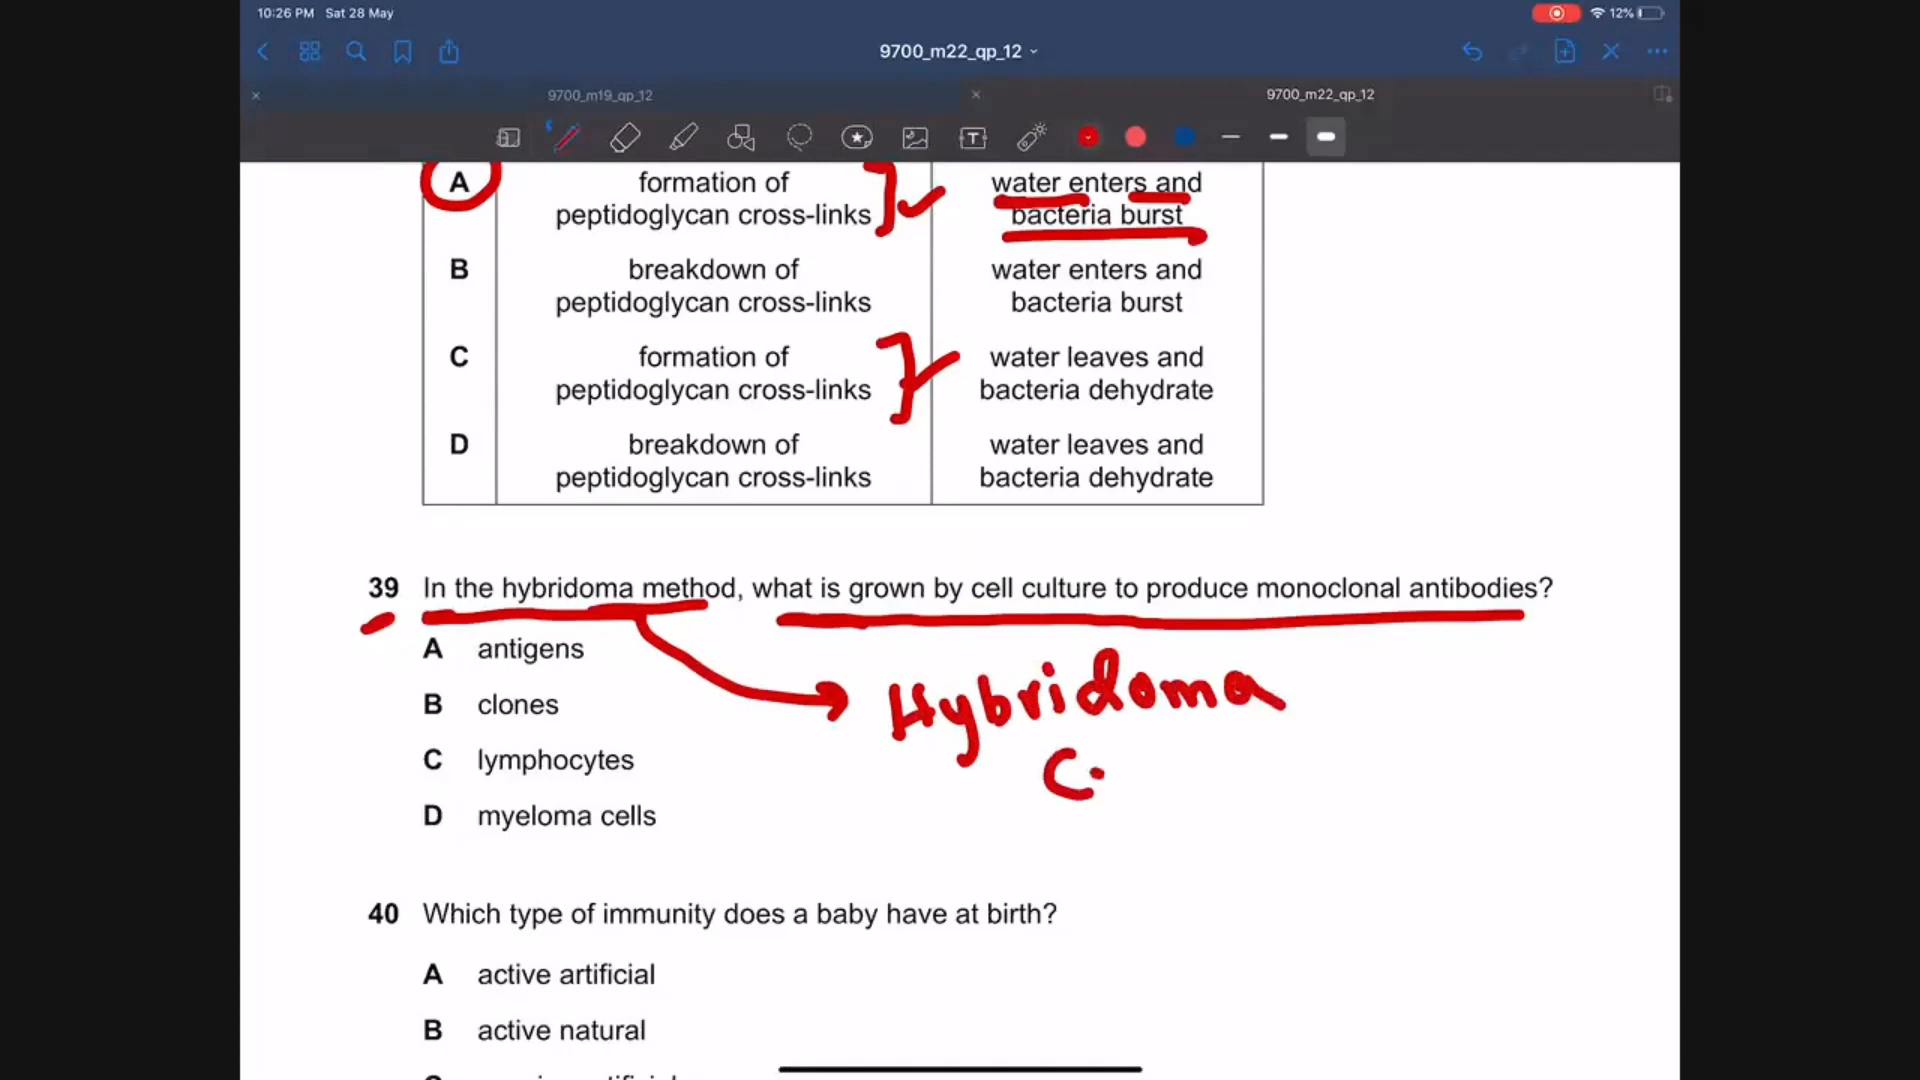 10:26 PM Sat 28 May
12%
9700_m22_qp_12
9700_m19_qp_12
9700_m22_qp_12
T
A formation of peptidoglycan cross-links water enters and bacteria burst
B breakdown of peptidoglycan cross-links water enters and bacteria burst
C formation of peptidoglycan cross-links water leaves and bacteria dehydrate
D breakdown of peptidoglycan cross-links water leaves and bacteria dehydrate
39 In the hybridoma method, what is grown by cell culture to produce monoclonal antibodies?
A antigens
B clones
C lymphocytes
D myeloma cells
Hybridoma
C
40 Which type of immunity does a baby have at birth?
A active artificial
B active natural